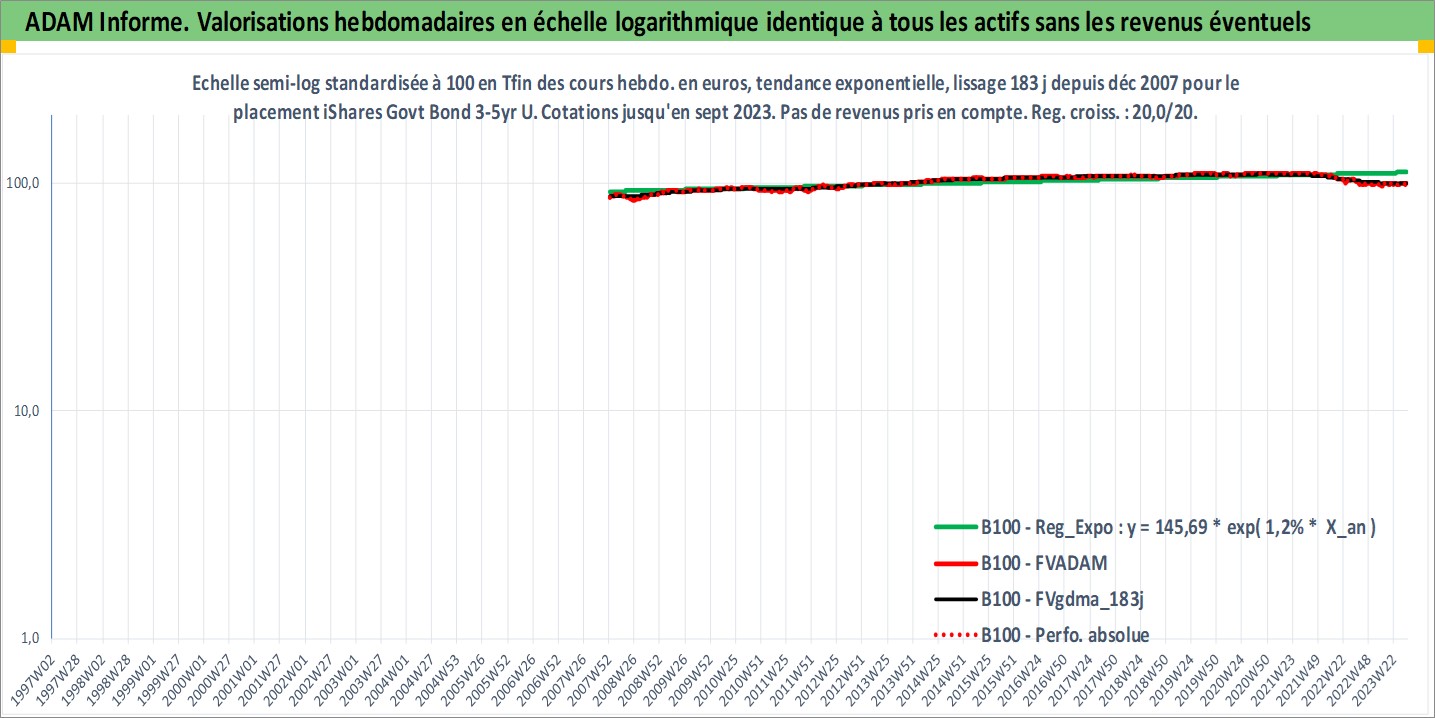 ADAM Informe. Valorisations hebdomadaires en échelle logarithmique identique à tous les actifs sans les revenus éventuels
Echelle semi-log standardisée à 100 en Tfin des cours hebdo. en euros, tendance exponentielle, lissage 183 j depuis déc 2007 pour le
placement iShares Govt Bond 3-5yr U. Cotations jusqu'en sept 2023. Pas de revenus pris en compte. Reg. croiss. : 20,0/20.
100,0
10,0
1,0
B100 - Reg_Expo : y = 145,69 * exp( 1,2% * X_an )
B100 - FVADAM
B100 - FVgdma_183j
B100 - Perfo. absolue
1997W02
1997W28
1998W02
1998W28
1999W01
1999W27
2000W01
2000W27
2001W01
2001W27
2002W01
2002W27
2003W01
2003W27
2004W01
2004W27
2004W53
2005W26
2005W52
2006W26
2006W52
2007W26
2007W52
2008W26
2008W52
2009W26
2009W52
2010W25
2010W51
2011W25
2011W51
2012W25
2012W51
2013W25
2013W51
2014W25
2014W51
2015W25
2015W51
2016W24
2016W50
2017W24
2017W50
2018W24
2018W50
2019W24
2019W50
2020W24
2020W50
2021W23
2021W49
2022W22
2022W48
2023W22